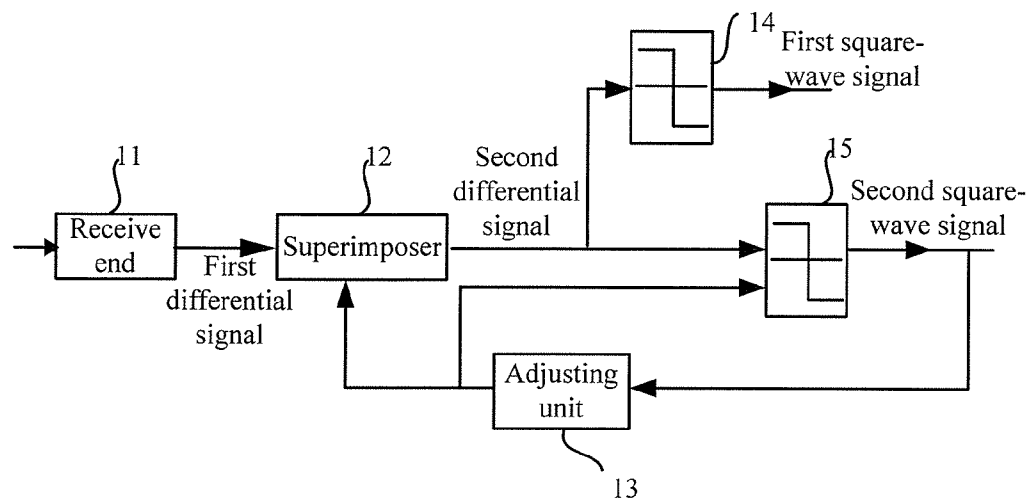 14
First square-
wave signal
11
Receive
end
First
differential
signal
12
Superimposer
Second
differential
signal
15
Second square-
wave signal
Adjusting
unit
13